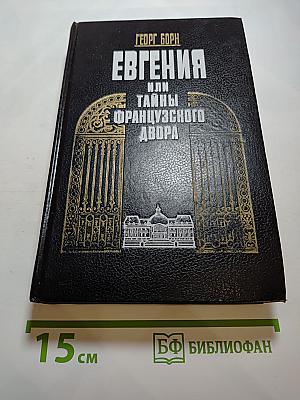 ГЕОРГ БОРН
ЕВГЕНИЯ
ИЛИ
ТАЙНЫ
ФРАНЦУЗСКОГО
ДВОРА
15 см
БФ БИБЛИОФАН